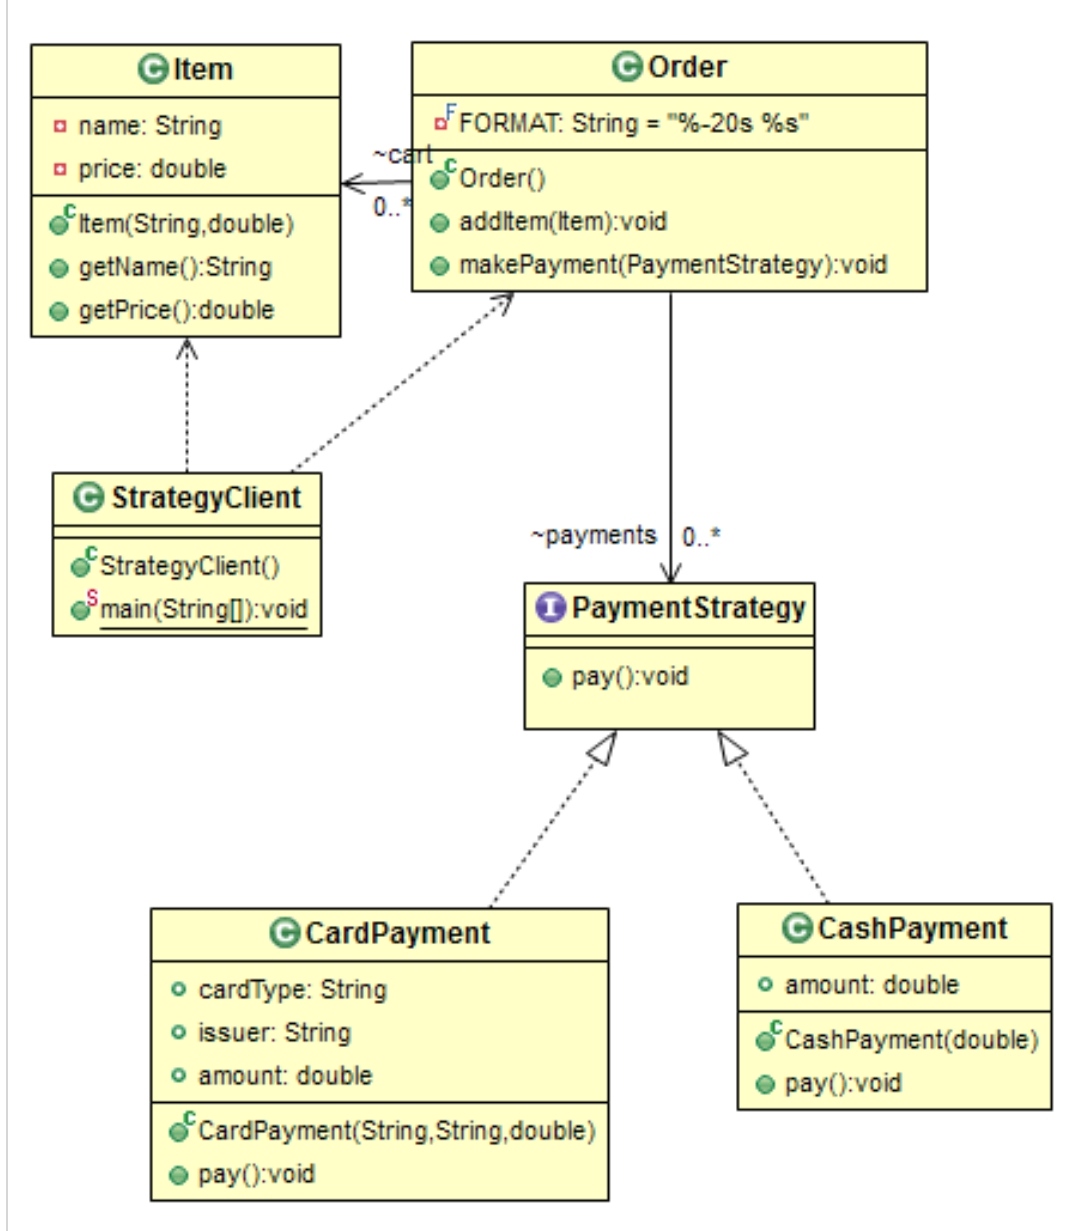 Item
name: String
price: double
Item(String,double)
getName():String
getPrice():double
~cart
0..*
Order
FORMAT: String = "%-20s %s"
Order()
addItem(Item):void
makePayment(PaymentStrategy):void
StrategyClient
StrategyClient()
main(String[]):void
~payments 0..*
PaymentStrategy
pay():void
CardPayment
cardType: String
issuer: String
amount: double
CardPayment(String,String,double)
pay():void
CashPayment
amount: double
CashPayment(double)
pay():void